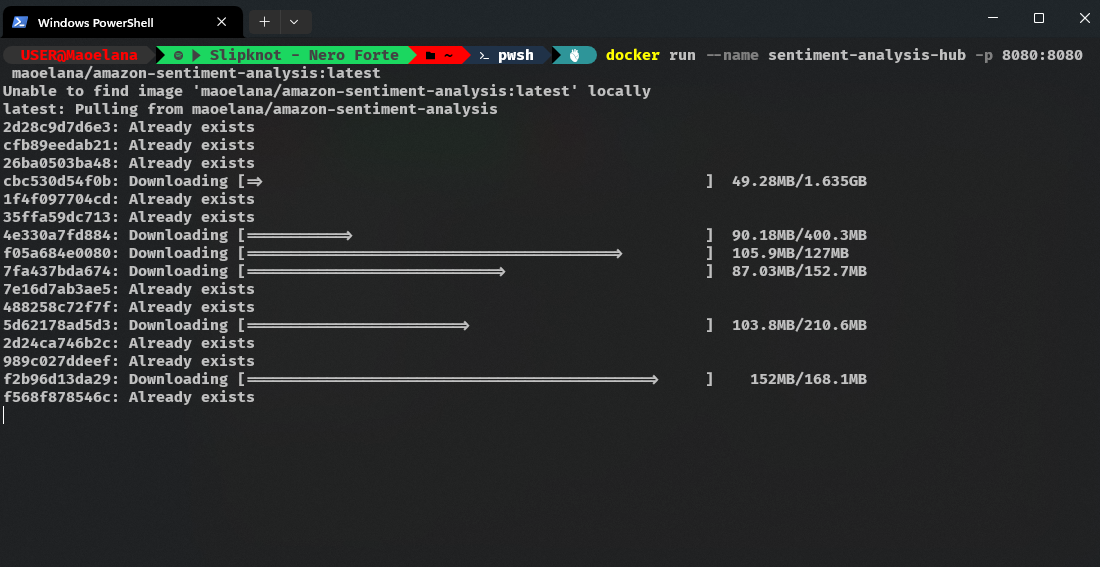 Windows PowerShell
USER@Maoelana Slipknot - Nero Forte ~ pwsh docker run --name sentiment-analysis-hub -p 8080:8080
maoelana/amazon-sentiment-analysis:latest
Unable to find image 'maoelana/amazon-sentiment-analysis:latest' locally
latest: Pulling from maoelana/amazon-sentiment-analysis
2d28c9d7d6e3: Already exists
cfb89eedab21: Already exists
26ba0503ba48: Already exists
cbc530d54f0b: Downloading [=>                                                 ]  49.28MB/1.635GB
1f4f097704cd: Already exists
35ffa59dc713: Already exists
4e330a7fd884: Downloading [===========>                                       ]  90.18MB/400.3MB
f05a684e0080: Downloading [=========================================>         ]  105.9MB/127MB
7fa437bda674: Downloading [============================>                      ]  87.03MB/152.7MB
7e16d7ab3ae5: Already exists
488258c72f7f: Already exists
5d62178ad5d3: Downloading [========================>                          ]  103.8MB/210.6MB
2d24ca746b2c: Already exists
989c027ddeef: Already exists
f2b96d13da29: Downloading [=============================================>     ]    152MB/168.1MB
f568f878546c: Already exists